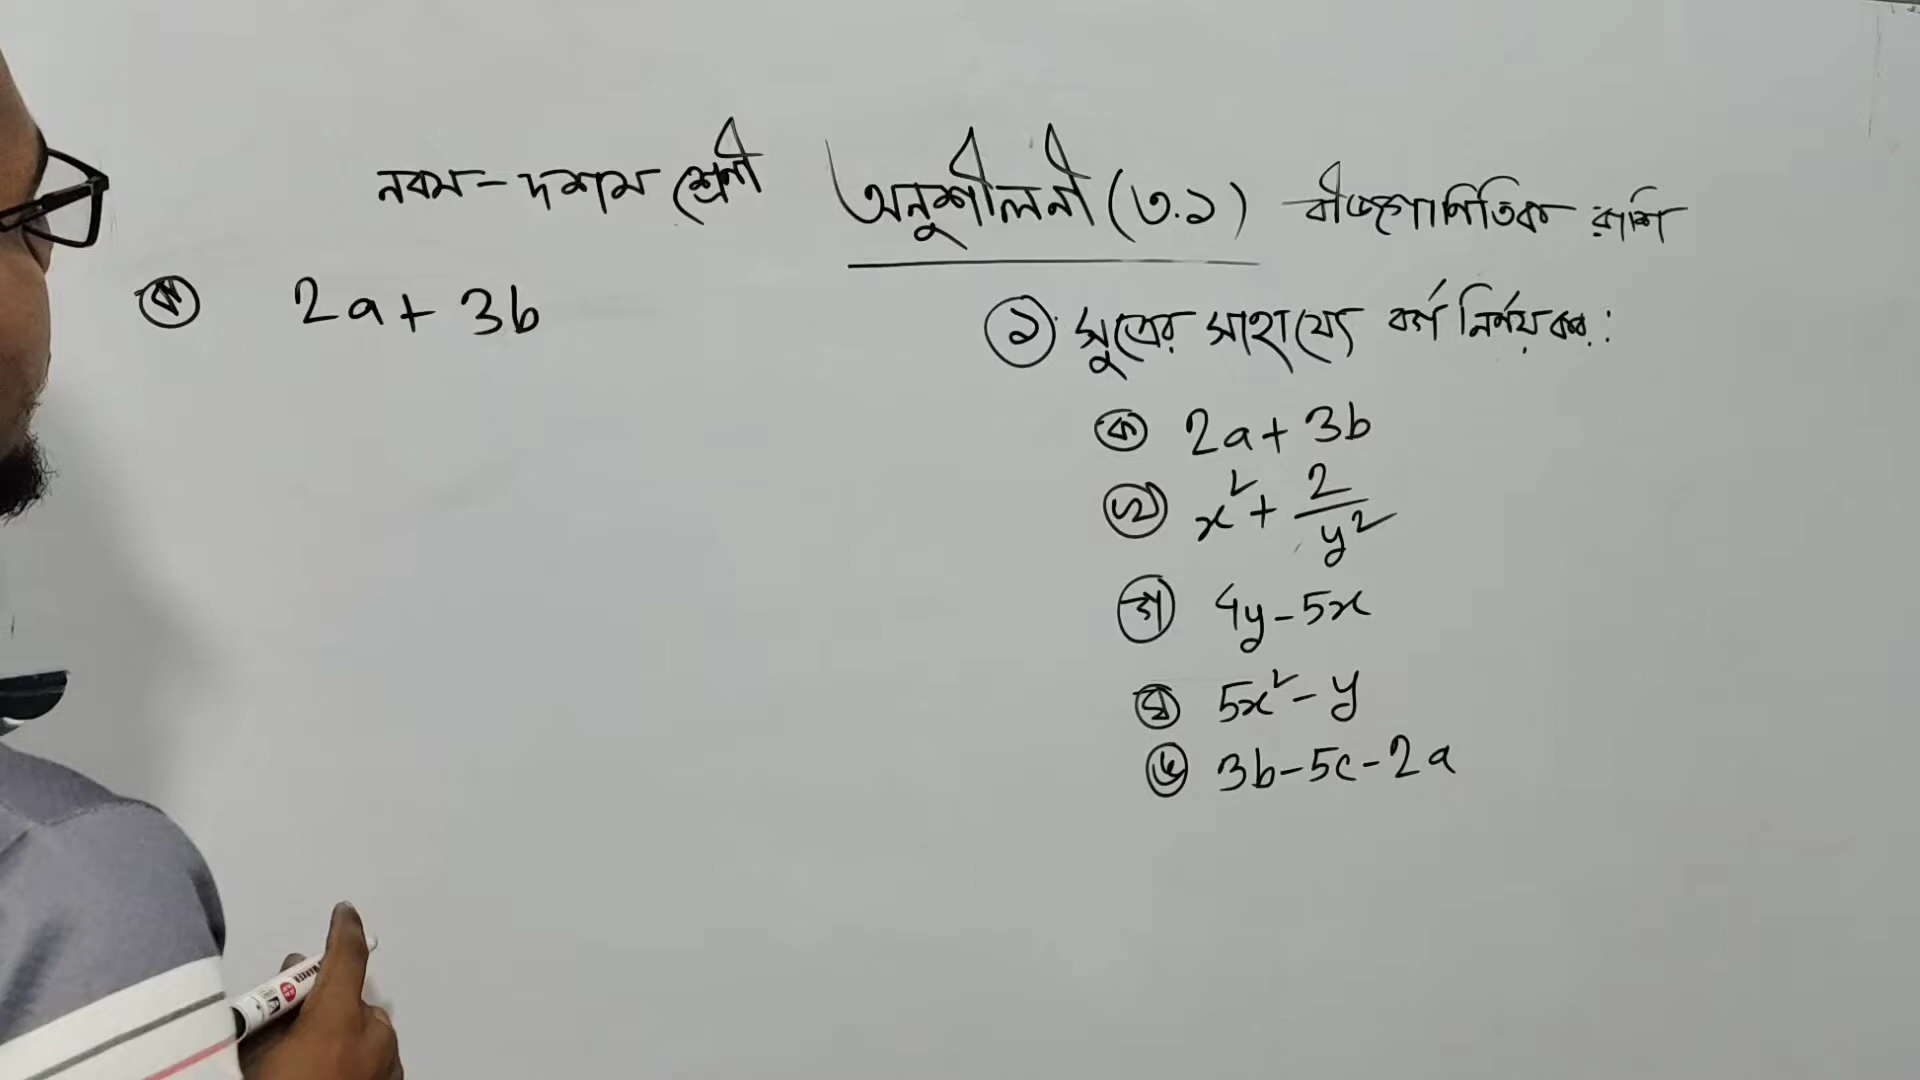 নবম-দশম শ্রেণী অনুশীলনী (৩.১) বীজগাণিতিক রাশি
ক 2a + 3b
১. সুত্রের সাহায্যে বর্গ নির্ণয় কর :
ক 2a + 3b
খ x² + 2/y²
গ 4y - 5x
ঘ 5x² - y
ঙ 3b - 5c - 2a